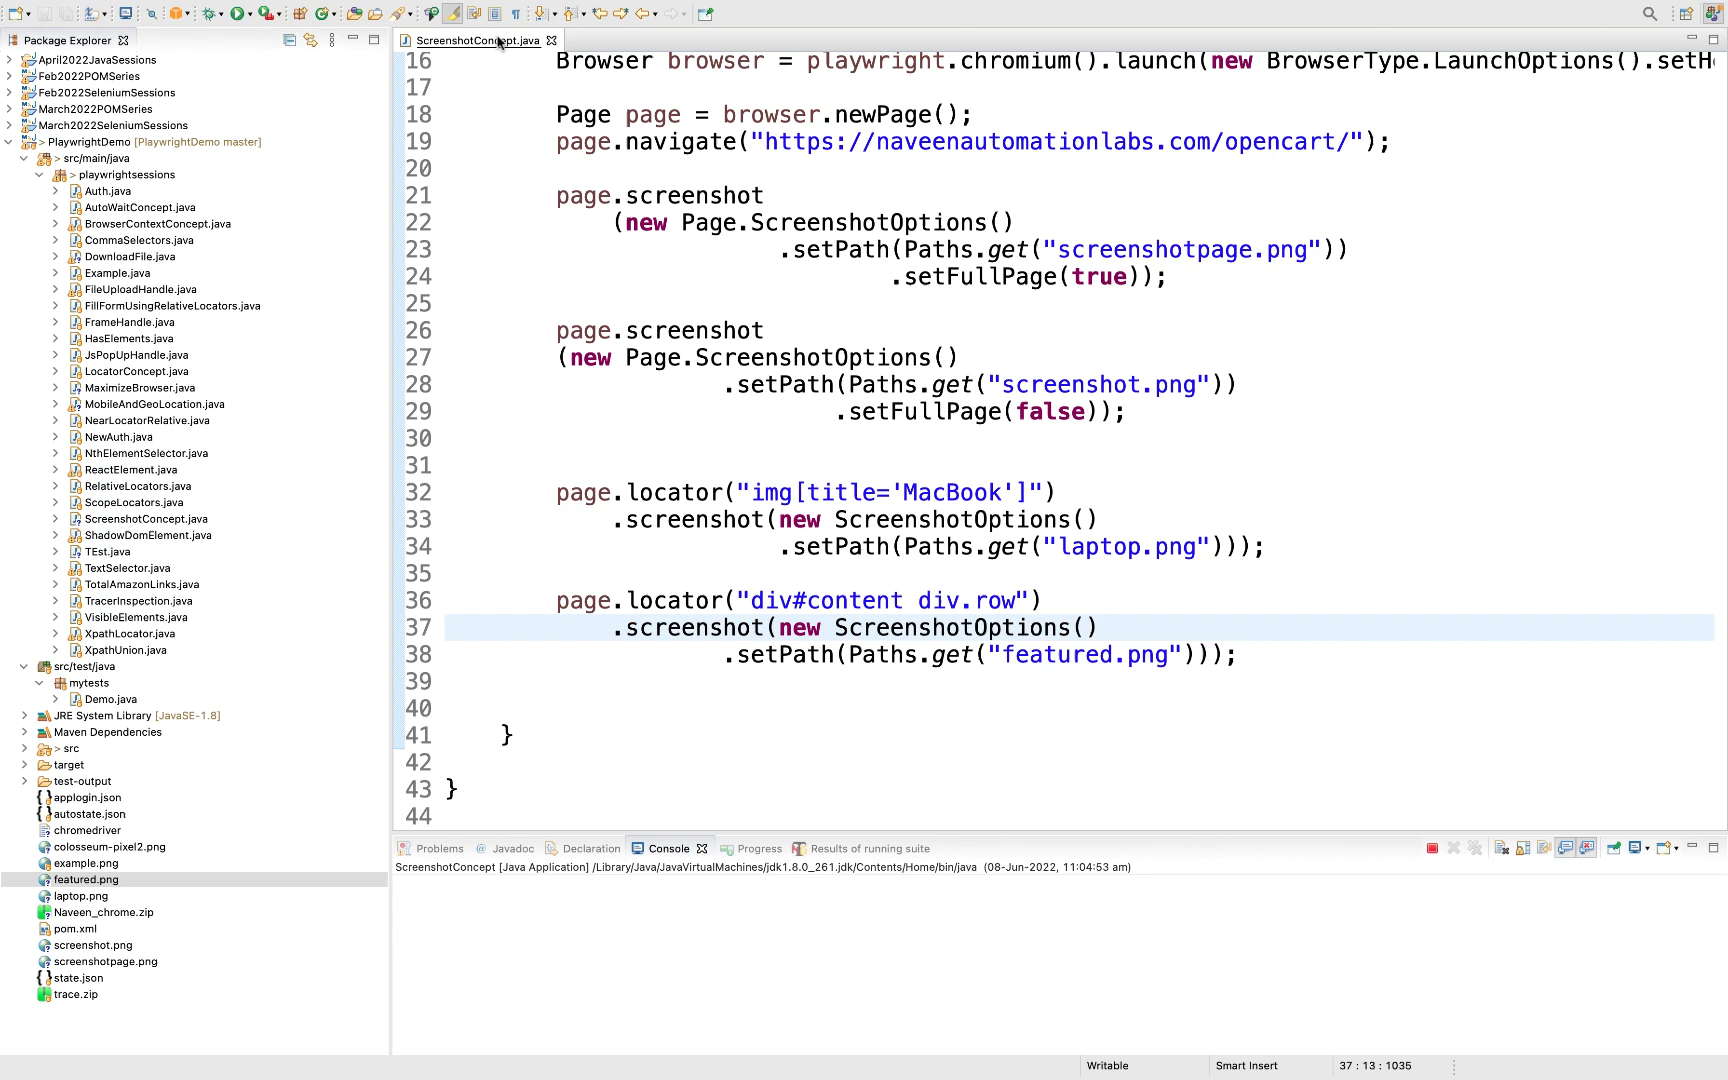 Package Explorer
April2022JavaSessions
Feb2022POMSeries
Feb2022SeleniumSessions
March2022POMSeries
March2022SeleniumSessions
> PlaywrightDemo [PlaywrightDemo master]
> src/main/java
> playwrightsessions
Auth.java
AutoWaitConcept.java
BrowserContextConcept.java
CommaSelectors.java
DownloadFile.java
Example.java
FileUploadHandle.java
FillFormUsingRelativeLocators.java
FrameHandle.java
HasElements.java
JsPopUpHandle.java
LocatorConcept.java
MaximizeBrowser.java
MobileAndGeoLocation.java
NearLocatorRelative.java
NewAuth.java
NthElementSelector.java
ReactElement.java
RelativeLocators.java
ScopeLocators.java
ScreenshotConcept.java
ShadowDomElement.java
TEst.java
TextSelector.java
TotalAmazonLinks.java
TracerInspection.java
VisibleElements.java
XpathLocator.java
XpathUnion.java
src/test/java
mytests
Demo.java
JRE System Library [JavaSE-1.8]
Maven Dependencies
> src
target
test-output
applogin.json
autostate.json
chromedriver
colosseum-pixel2.png
example.png
featured.png
laptop.png
Naveen_chrome.zip
pom.xml
screenshot.png
screenshotpage.png
state.json
trace.zip
ScreenshotConcept.java
16 Browser browser = playwright.chromium().launch(new BrowserType.LaunchOptions().setH
17
18 Page page = browser.newPage();
19 page.navigate("https://naveenautomationlabs.com/opencart/");
20
21 page.screenshot
22 (new Page.ScreenshotOptions()
23 .setPath(Paths.get("screenshotpage.png"))
24 .setFullPage(true));
25
26 page.screenshot
27 (new Page.ScreenshotOptions()
28 .setPath(Paths.get("screenshot.png"))
29 .setFullPage(false));
30
31
32 page.locator("img[title='MacBook']")
33 .screenshot(new ScreenshotOptions()
34 .setPath(Paths.get("laptop.png")));
35
36 page.locator("div#content div.row")
37 .screenshot(new ScreenshotOptions()
38 .setPath(Paths.get("featured.png")));
39
40
41 }
42
43 }
44
Problems @ Javadoc Declaration Console Progress Results of running suite
ScreenshotConcept [Java Application] /Library/Java/JavaVirtualMachines/jdk1.8.0_261.jdk/Contents/Home/bin/java (08-Jun-2022, 11:04:53 am)
Writable Smart Insert 37 : 13 : 1035